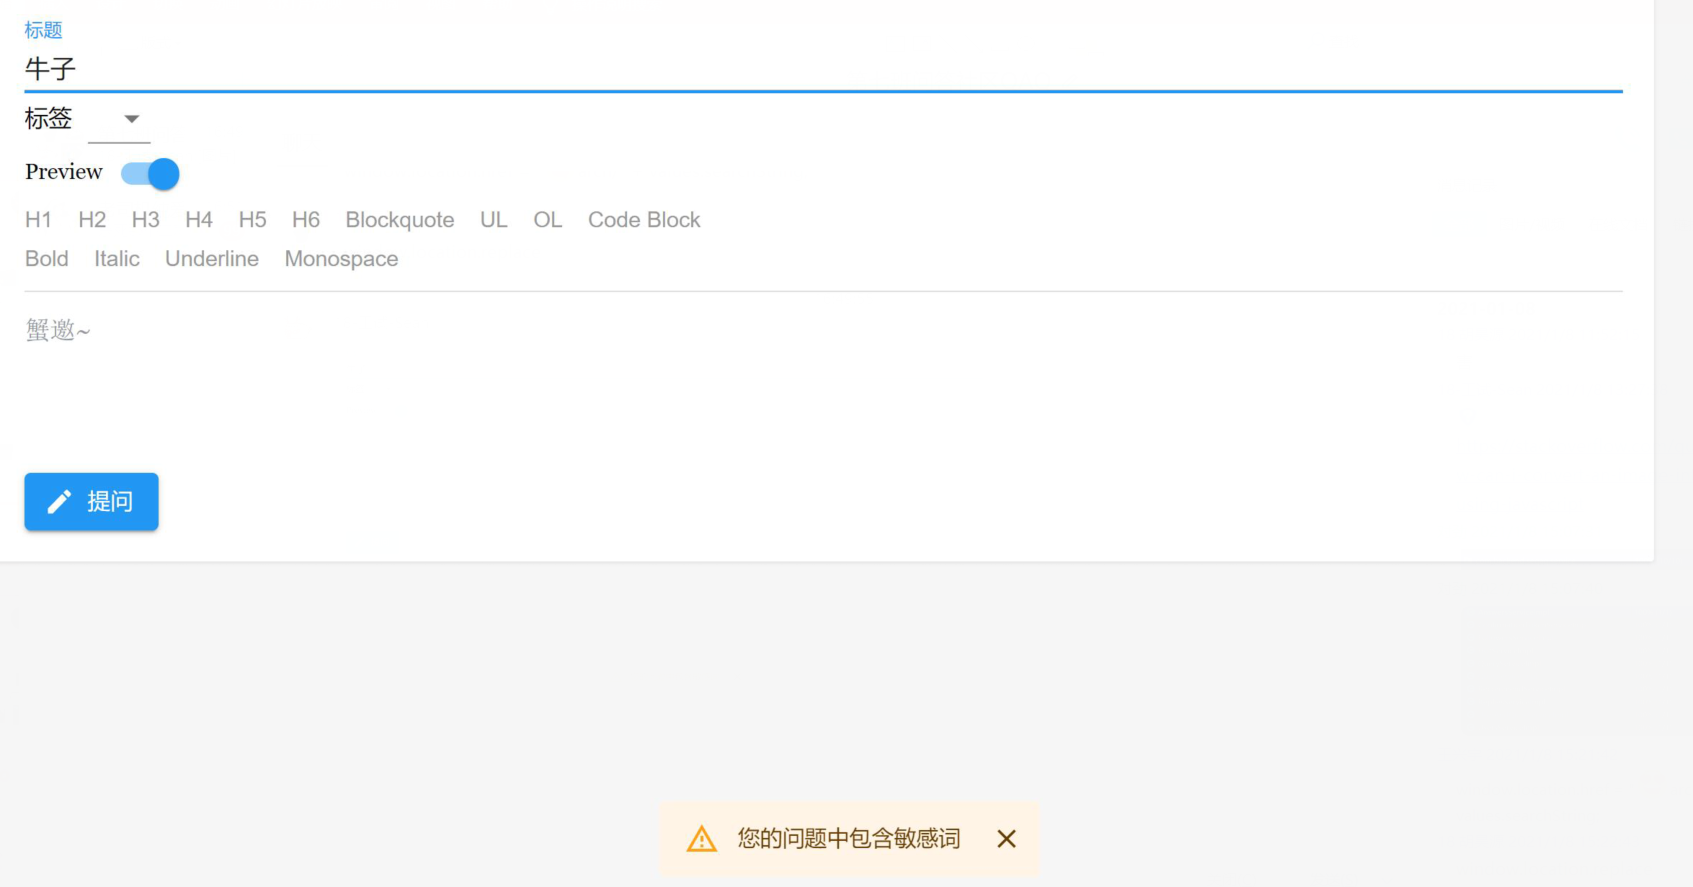 标题
牛子
标签
Preview
H1 H2 H3 H4 H5 H6 Blockquote UL OL Code Block
Bold Italic Underline Monospace
蟹邀~
提问
您的问题中包含敏感词